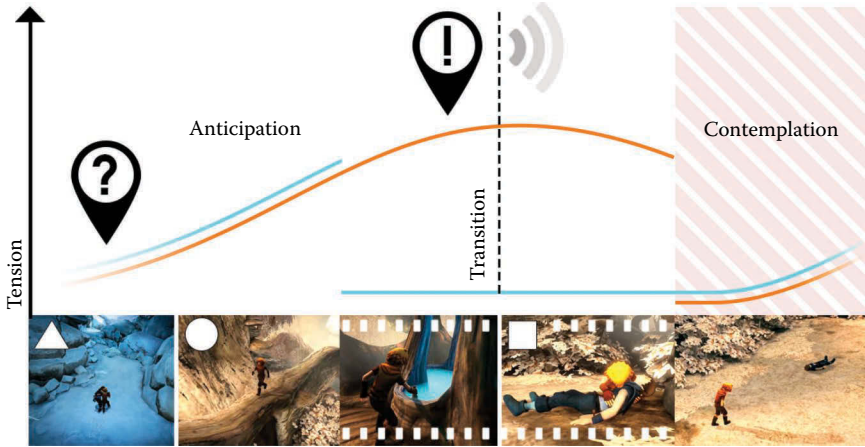 ?
!
Anticipation
Contemplation
Transition
Tension